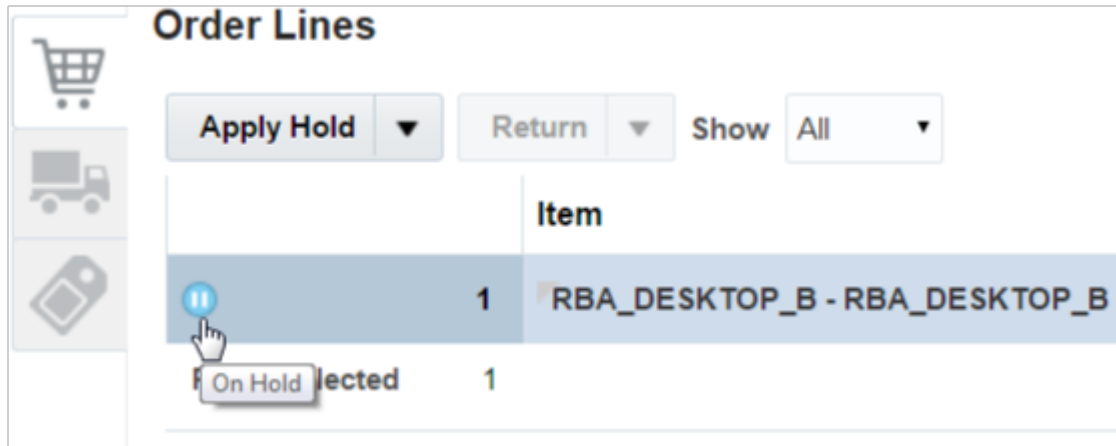 Order Lines
Apply Hold
Return
Show All
Item
1 RBA_DESKTOP_B - RBA_DESKTOP_B
On Hold
1